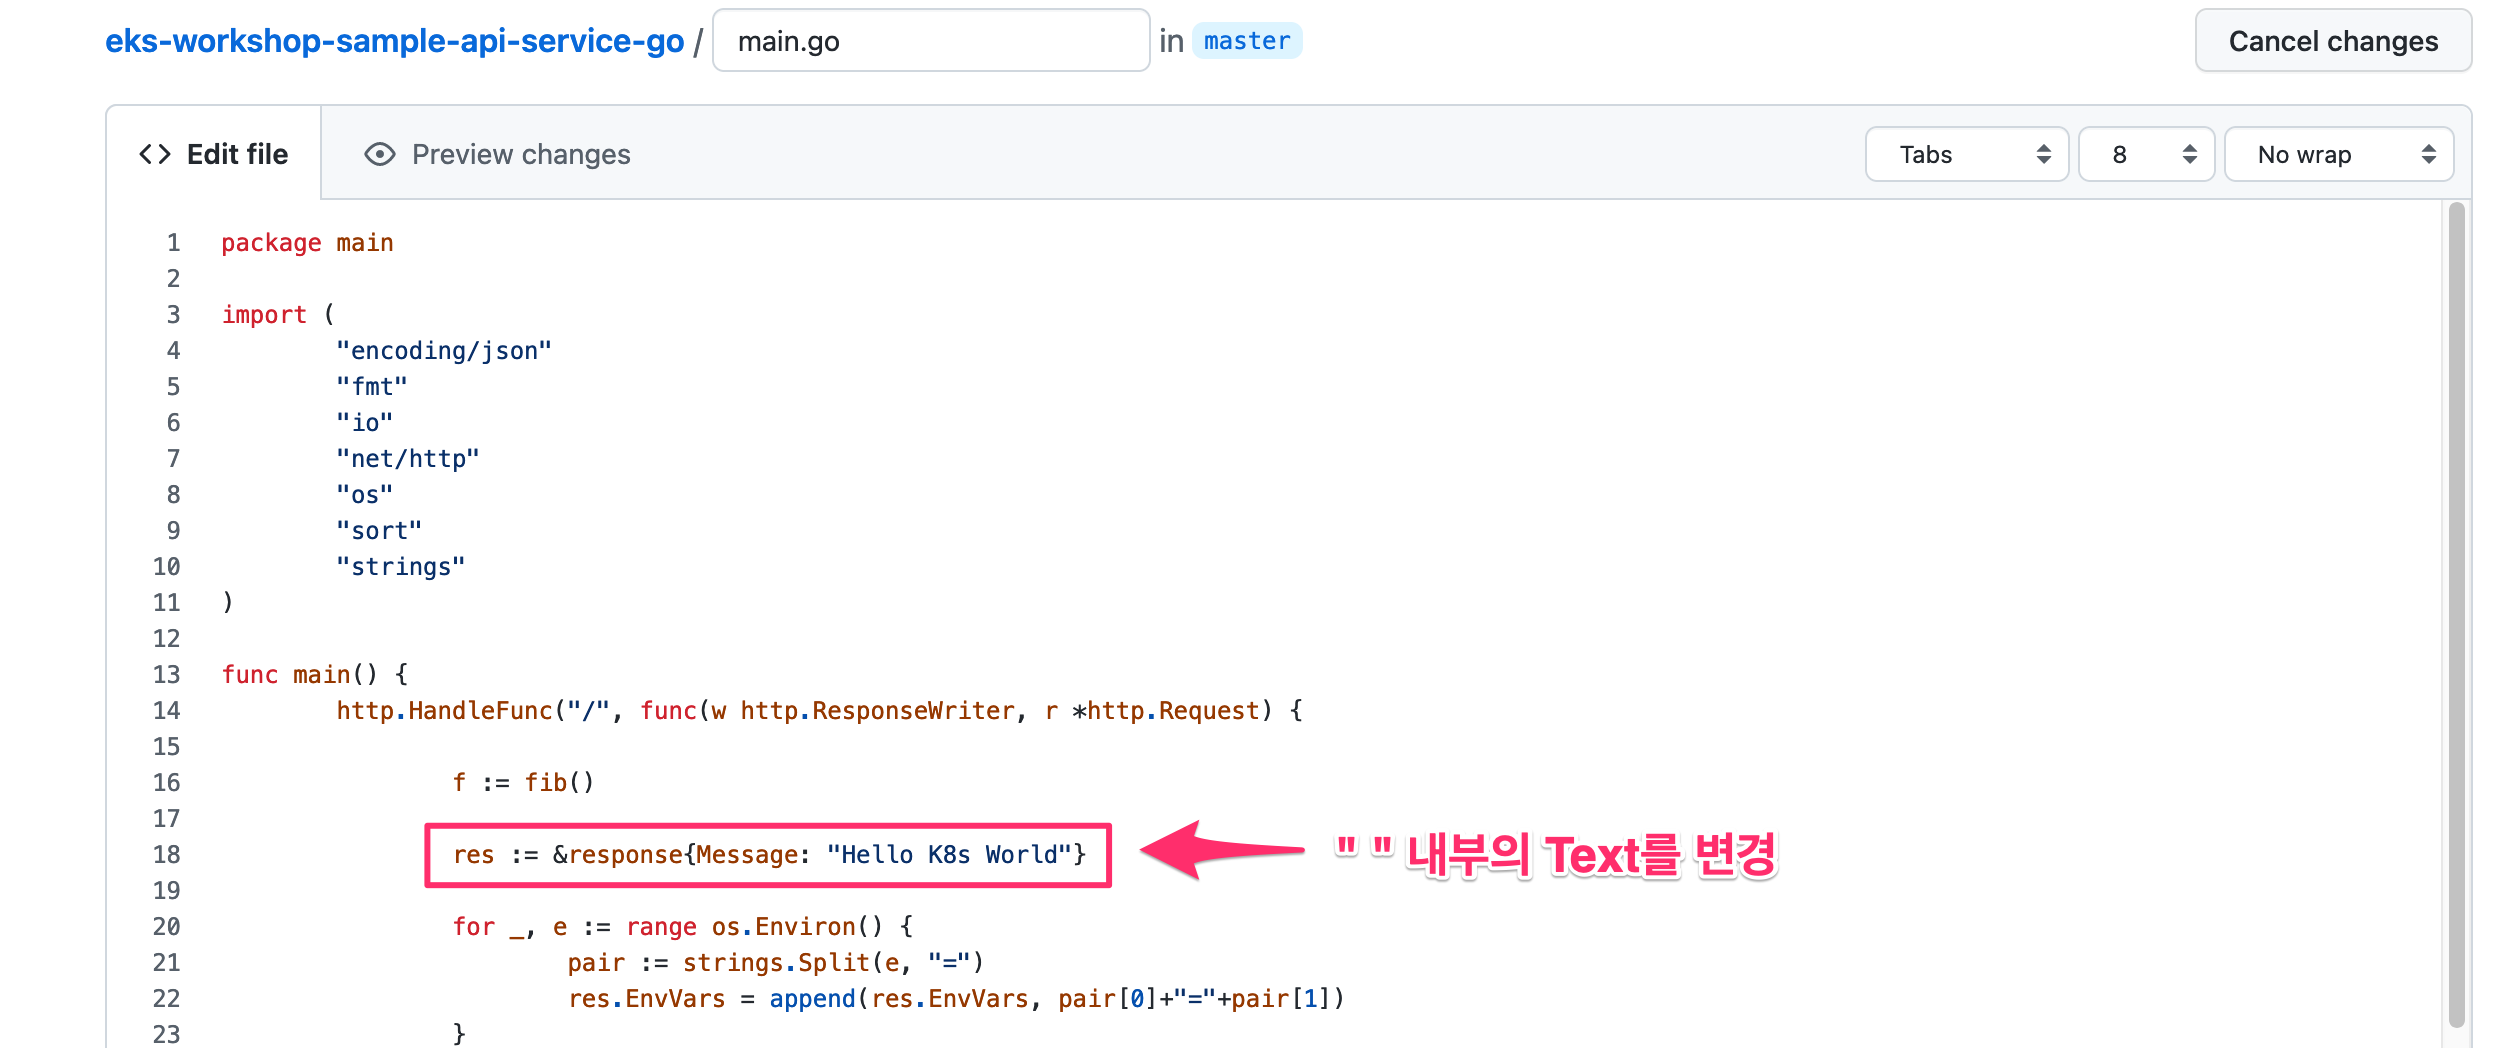 eks-workshop-sample-api-service-go / main.go in master Cancel changes
Edit file Preview changes Tabs 8 No wrap
1 package main
2
3 import (
4 "encoding/json"
5 "fmt"
6 "io"
7 "net/http"
8 "os"
9 "sort"
10 "strings"
11 )
12
13 func main() {
14 http.HandleFunc("/", func(w http.ResponseWriter, r *http.Request) {
15
16 f := fib()
17
18 res := &response{Message: "Hello K8s World"} " " 내부의 Text를 변경
19
20 for _, e := range os.Environ() {
21 pair := strings.Split(e, "=")
22 res.EnvVars = append(res.EnvVars, pair[0]+"="+pair[1])
23 }